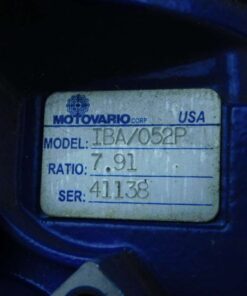 MOTOVARIO CORP USA
MODEL: IBA/052P
RATIO: 7.91
SER: 41138